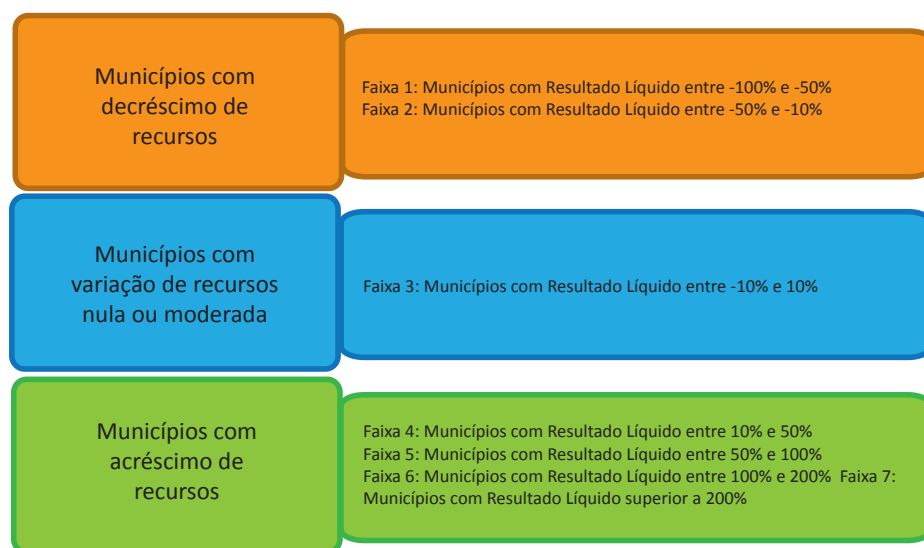 Municípios com
decréscimo de
recursos
Faixa 1: Municípios com Resultado Líquido entre -100% e -50%
Faixa 2: Municípios com Resultado Líquido entre -50% e -10%
Municípios com
variação de recursos
nula ou moderada
Faixa 3: Municípios com Resultado Líquido entre -10% e 10%
Municípios com
acréscimo de
recursos
Faixa 4: Municípios com Resultado Líquido entre 10% e 50%
Faixa 5: Municípios com Resultado Líquido entre 50% e 100%
Faixa 6: Municípios com Resultado Líquido entre 100% e 200% Faixa 7:
Municípios com Resultado Líquido superior a 200%